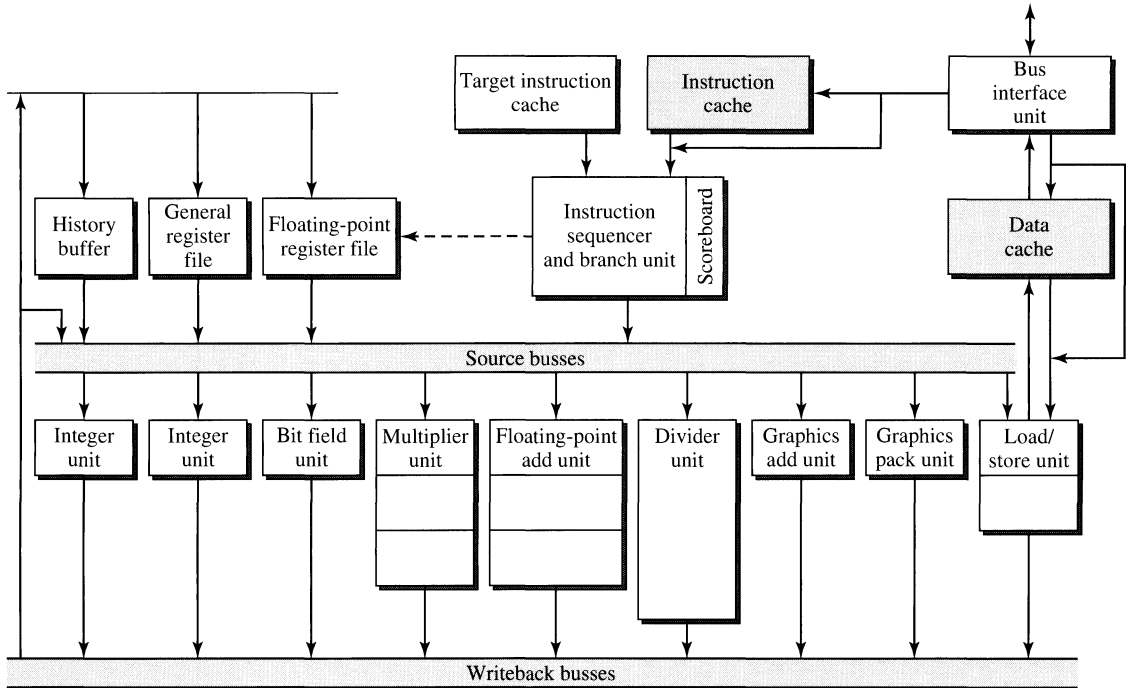 Target instruction
cache
Instruction
cache
Bus
interface
unit
History
buffer
General
register
file
Floating-point
register file
Instruction
sequencer
and branch unit
Scoreboard
Data
cache
Source busses
Integer
unit
Integer
unit
Bit field
unit
Multiplier
unit
Floating-point
add unit
Divider
unit
Graphics
add unit
Graphics
pack unit
Load/
store unit
Writeback busses